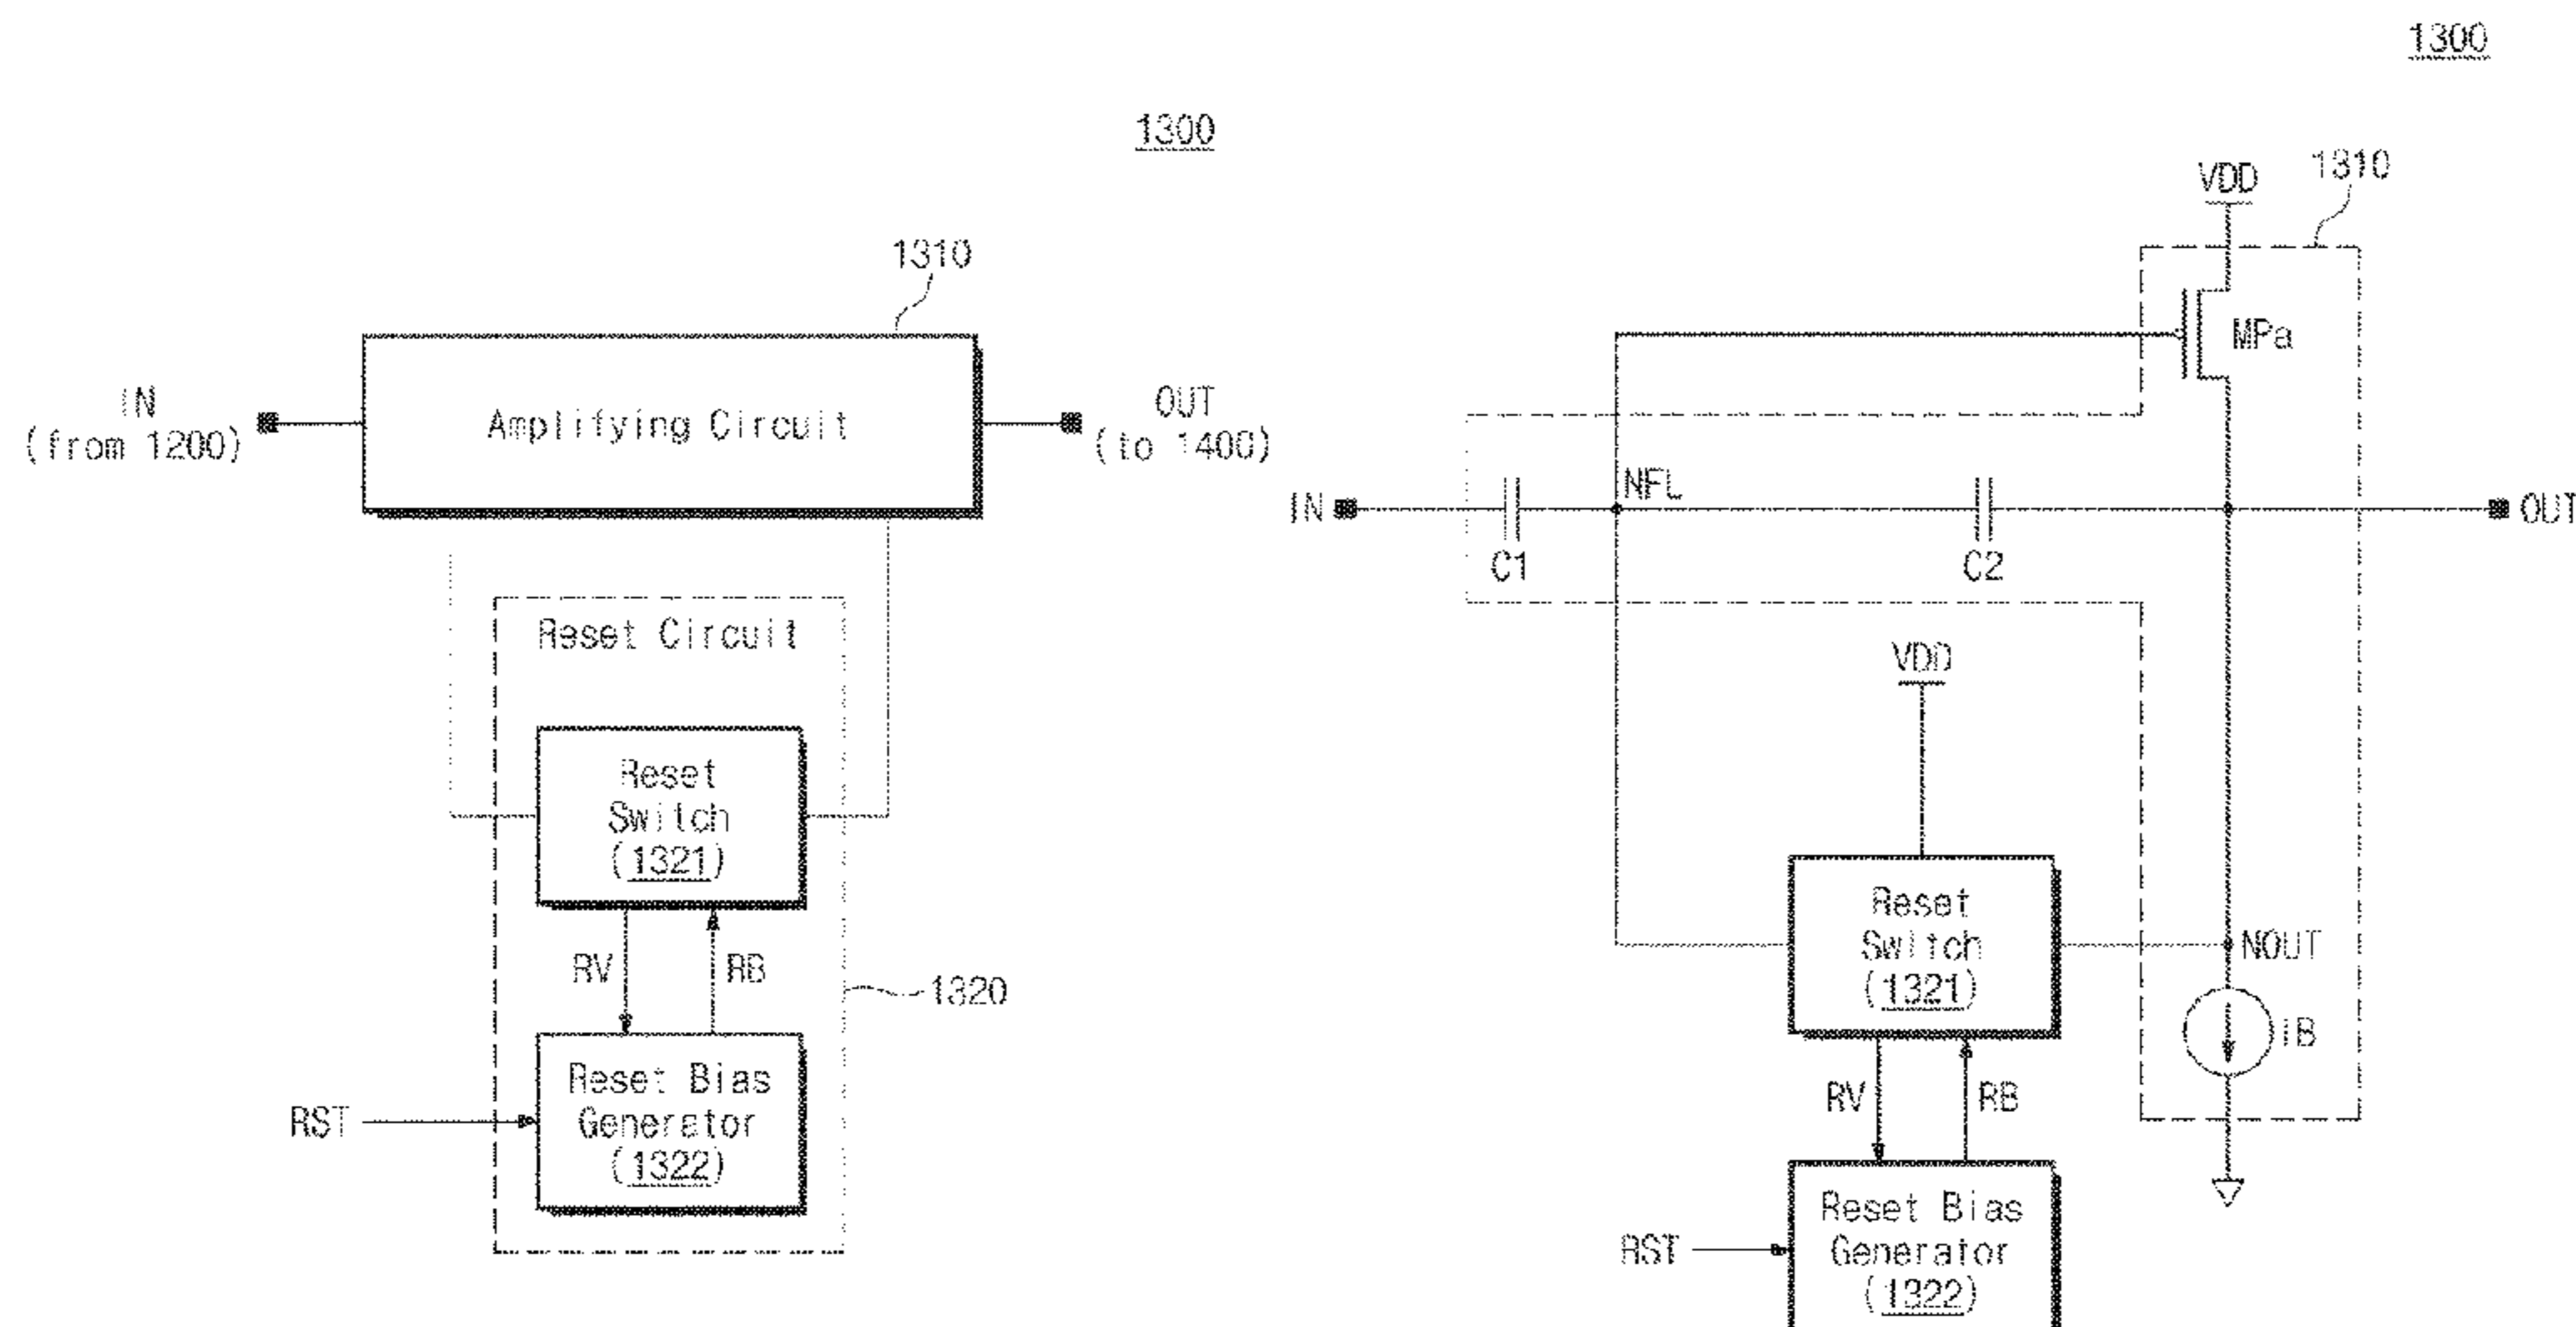 1300
1310
IN
(from 1200)
Amplifying Circuit
OUT
(to 1400)
Reset Circuit
Reset
Switch
(1321)
RV
RB
1320
Reset Bias
Generator
(1322)
RST
1300
VDD
1310
MPa
IN
C1
NFL
C2
OUT
VDD
Reset
Switch
(1321)
NOUT
iB
RV
RB
Reset Bias
Generator
(1322)
RST